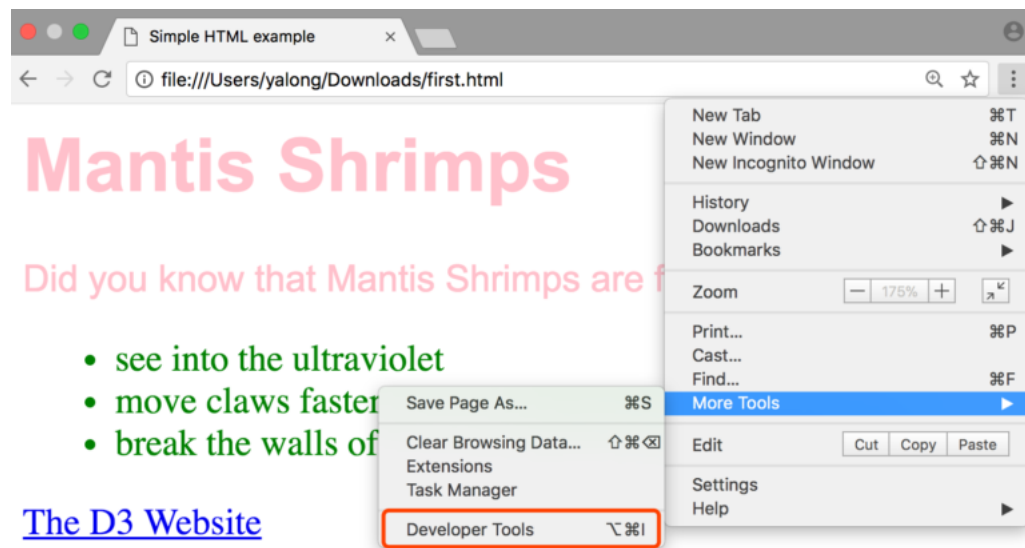 Simple HTML example
file:///Users/yalong/Downloads/first.html
Mantis Shrimps
Did you know that Mantis Shrimps are
see into the ultraviolet
move claws faster
break the walls of
The D3 Website
New Tab ⌘T
New Window ⌘N
New Incognito Window ⇧⌘N
History ▶
Downloads ⇧⌘J
Bookmarks ▶
Zoom — 175% +
Print... ⌘P
Cast...
Find... ⌘F
More Tools ▶
Edit Cut Copy Paste
Settings
Help ▶
Save Page As... ⌘S
Clear Browsing Data... ⇧⌘⌫
Extensions
Task Manager
Developer Tools ⌥⌘I